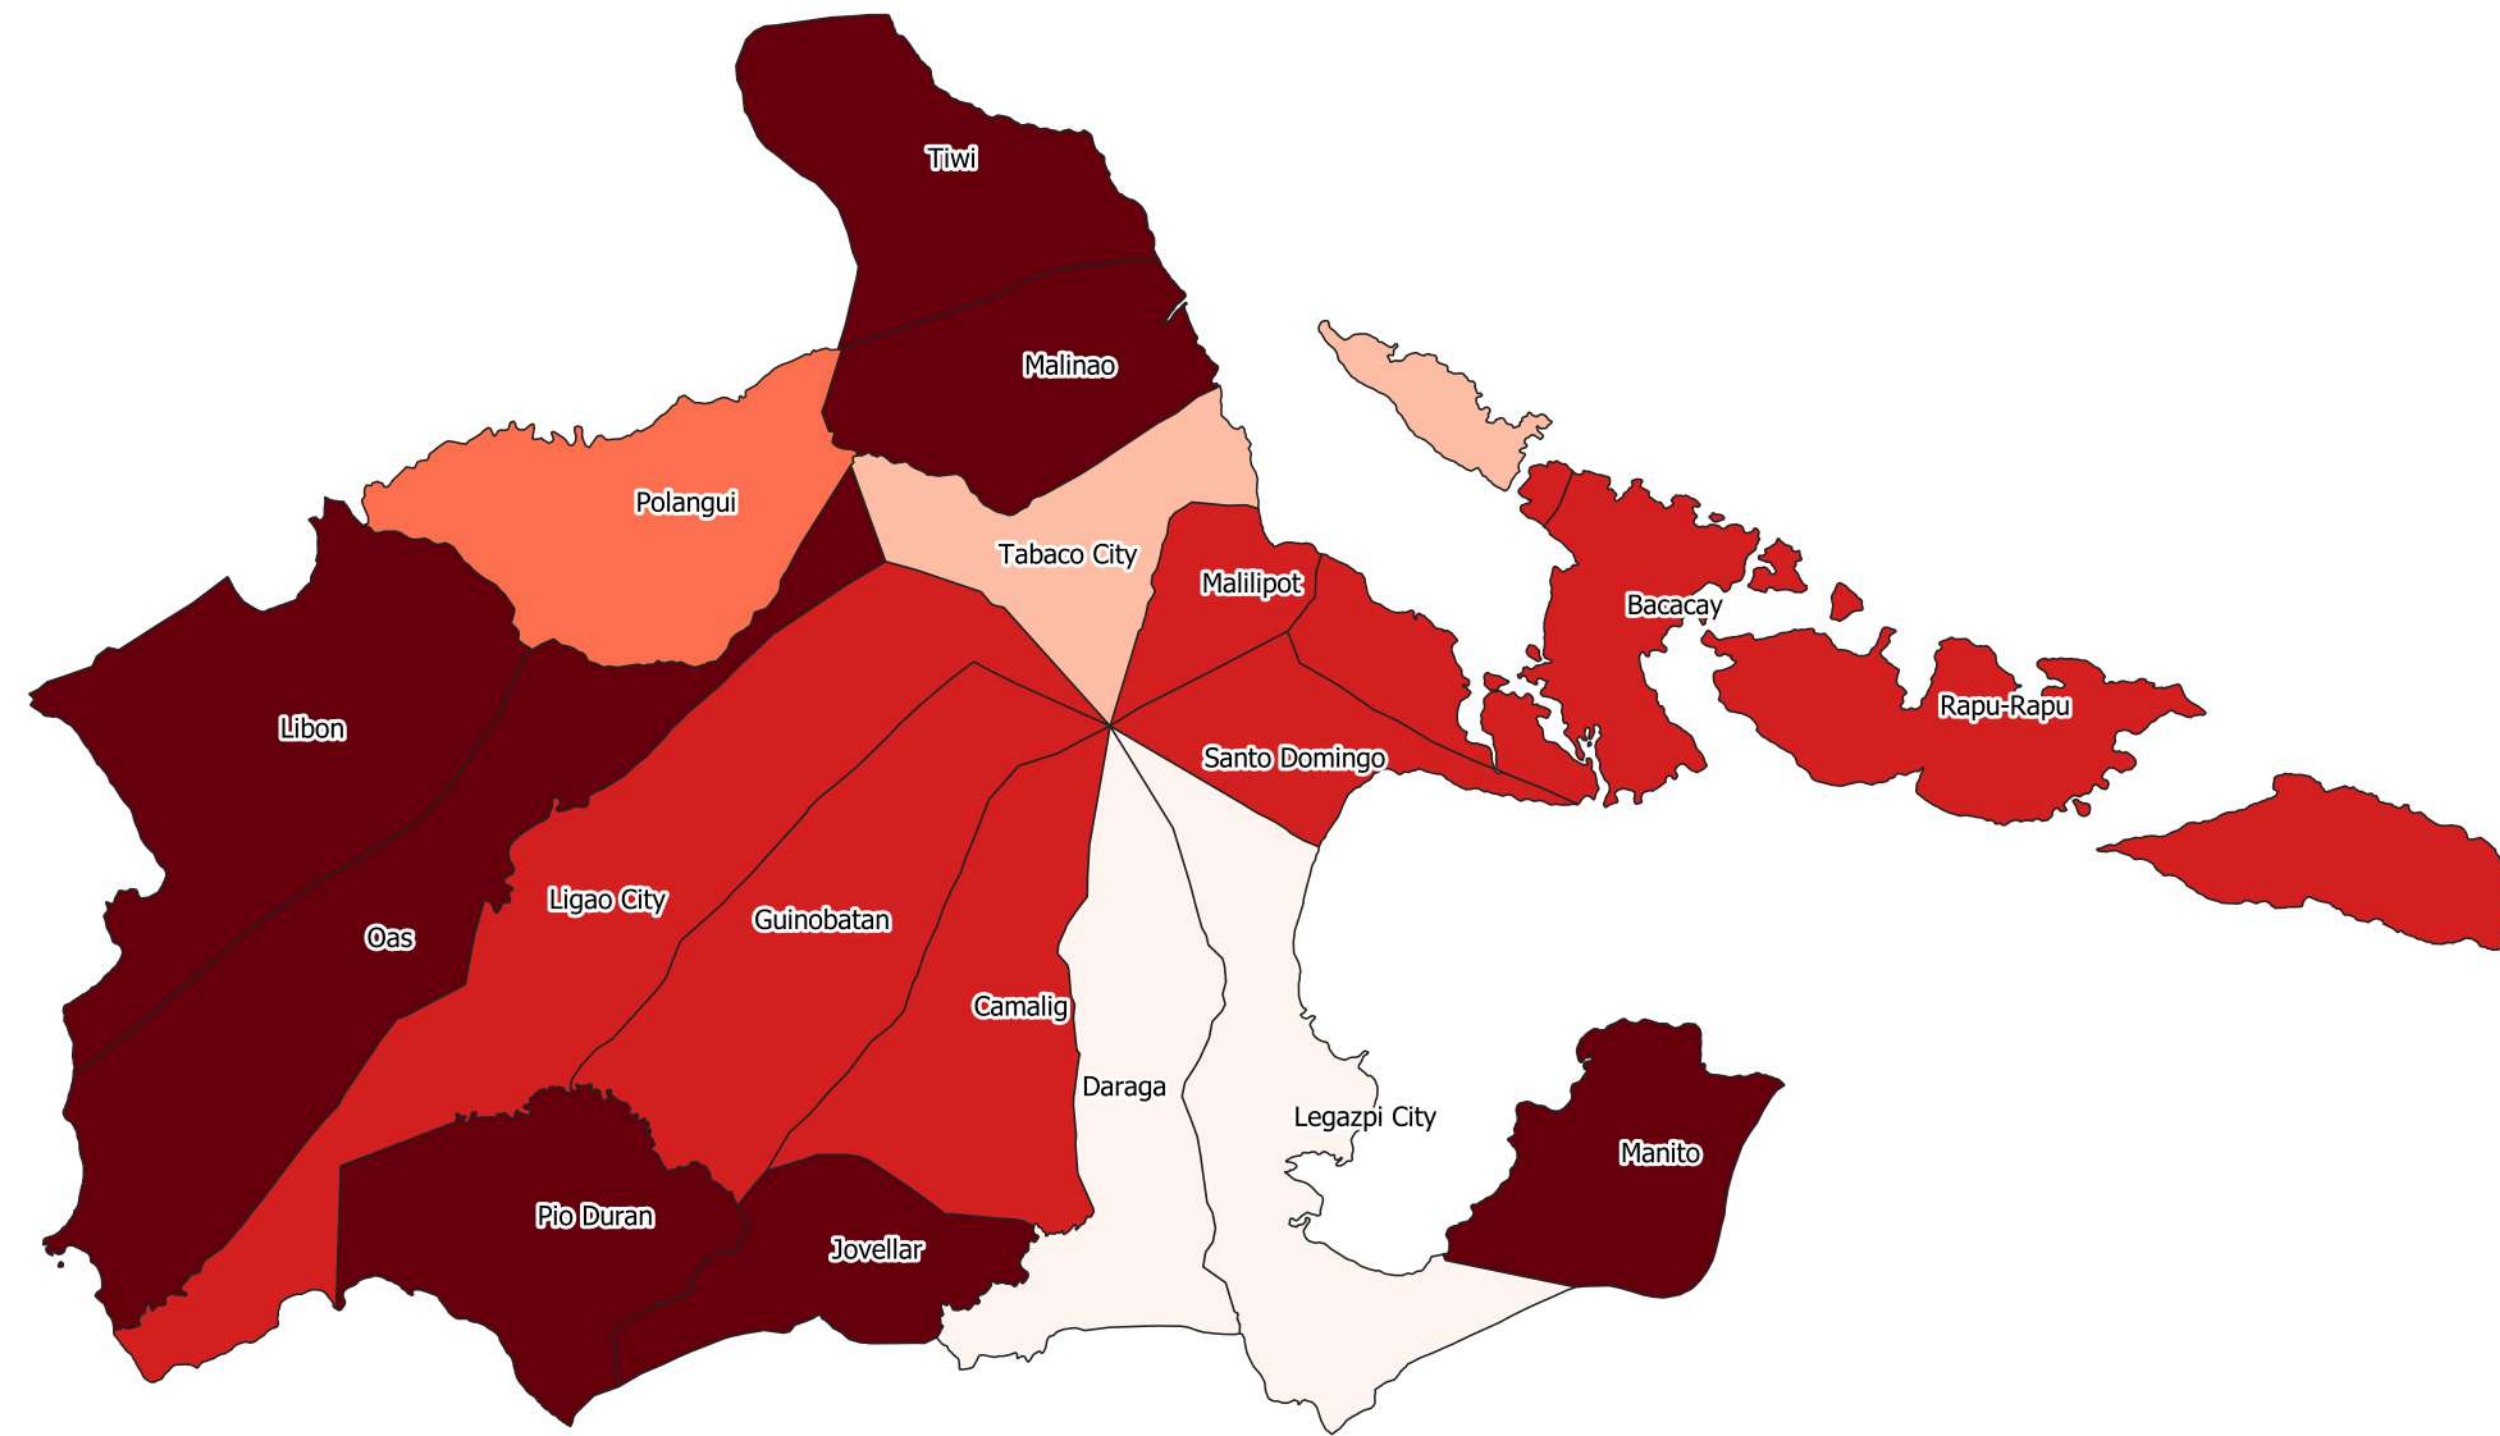 Tiwi
Malinao
Polangui
Tabaco City
Malilipot
Bacacay
Rapu-Rapu
Libon
Santo Domingo
Ligao City
Guinobatan
Oas
Camalig
Daraga
Legazpi City
Manito
Pio Duran
Jovellar